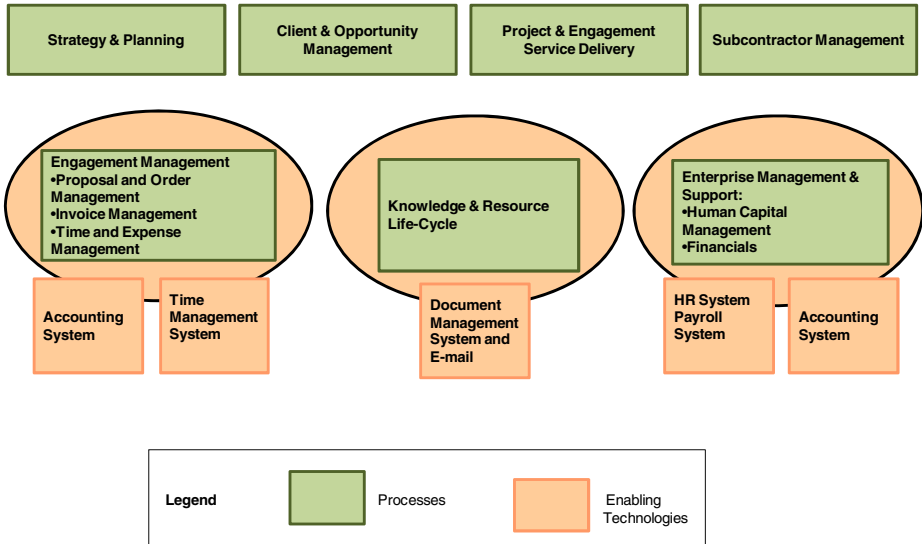 Strategy & Planning
Client & Opportunity
Management
Project & Engagement
Service Delivery
Subcontractor Management
Engagement Management
•Proposal and Order
Management
•Invoice Management
•Time and Expense
Management
Knowledge & Resource
Life-Cycle
Enterprise Management &
Support:
•Human Capital
Management
•Financials
Accounting
System
Time
Management
System
Document
Management
System and
E-mail
HR System
Payroll
System
Accounting
System
Legend
Processes
Enabling
Technologies